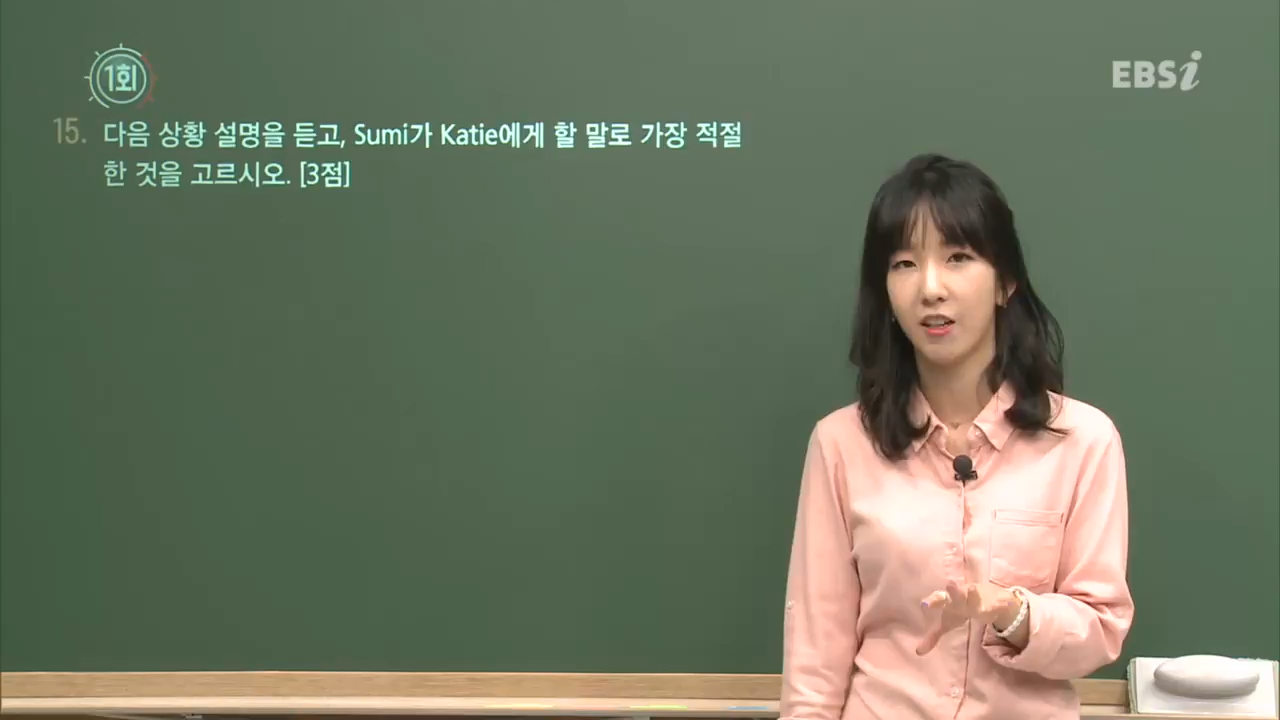 1회
EBSi
15. 다음 상황 설명을 듣고, Sumi가 Katie에게 할 말로 가장 적절
한 것을 고르시오. [3점]